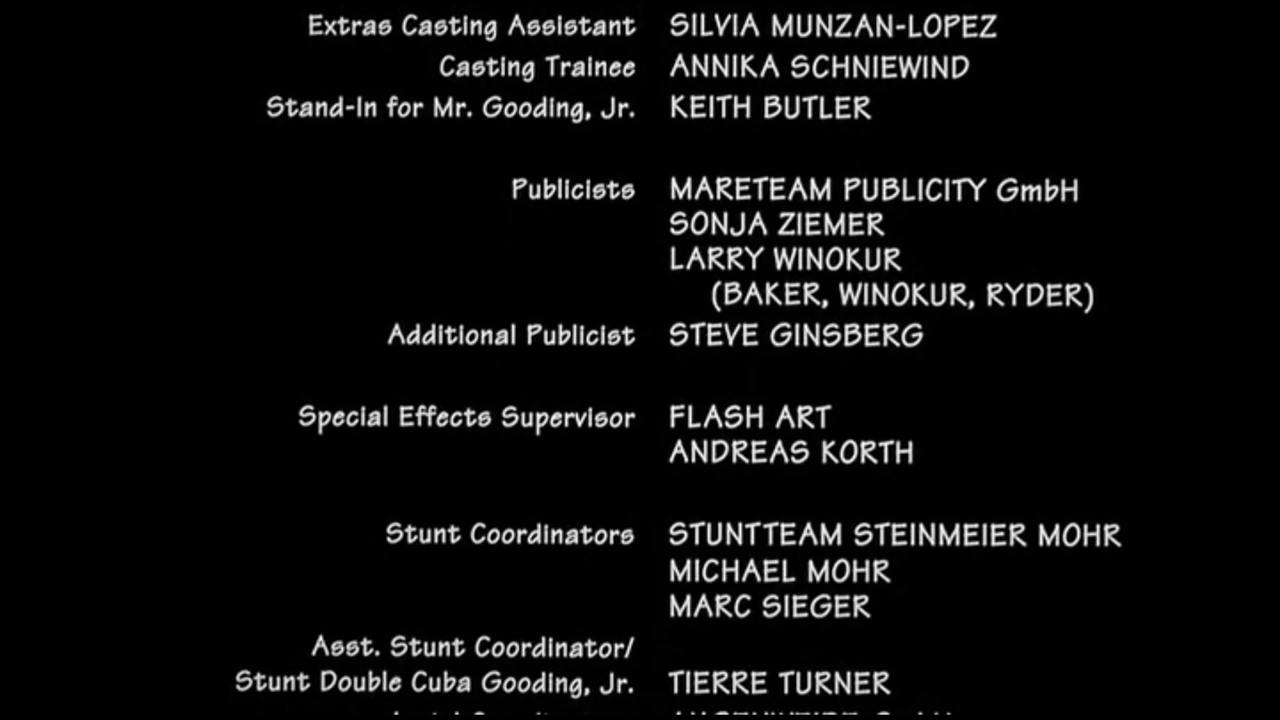 Extras Casting Assistant SILVIA MUNZAN-LOPEZ
Casting Trainee ANNIKA SCHNIEWIND
Stand-In for Mr. Gooding, Jr. KEITH BUTLER
Publicists MARETEAM PUBLICITY GmbH
SONJA ZIEMER
LARRY WINOKUR
(BAKER, WINOKUR, RYDER)
Additional Publicist STEVE GINSBERG
Special Effects Supervisor FLASH ART
ANDREAS KORTH
Stunt Coordinators STUNTTEAM STEINMEIER MOHR
MICHAEL MOHR
MARC SIEGER
Asst. Stunt Coordinator/
Stunt Double Cuba Gooding, Jr. TIERRE TURNER